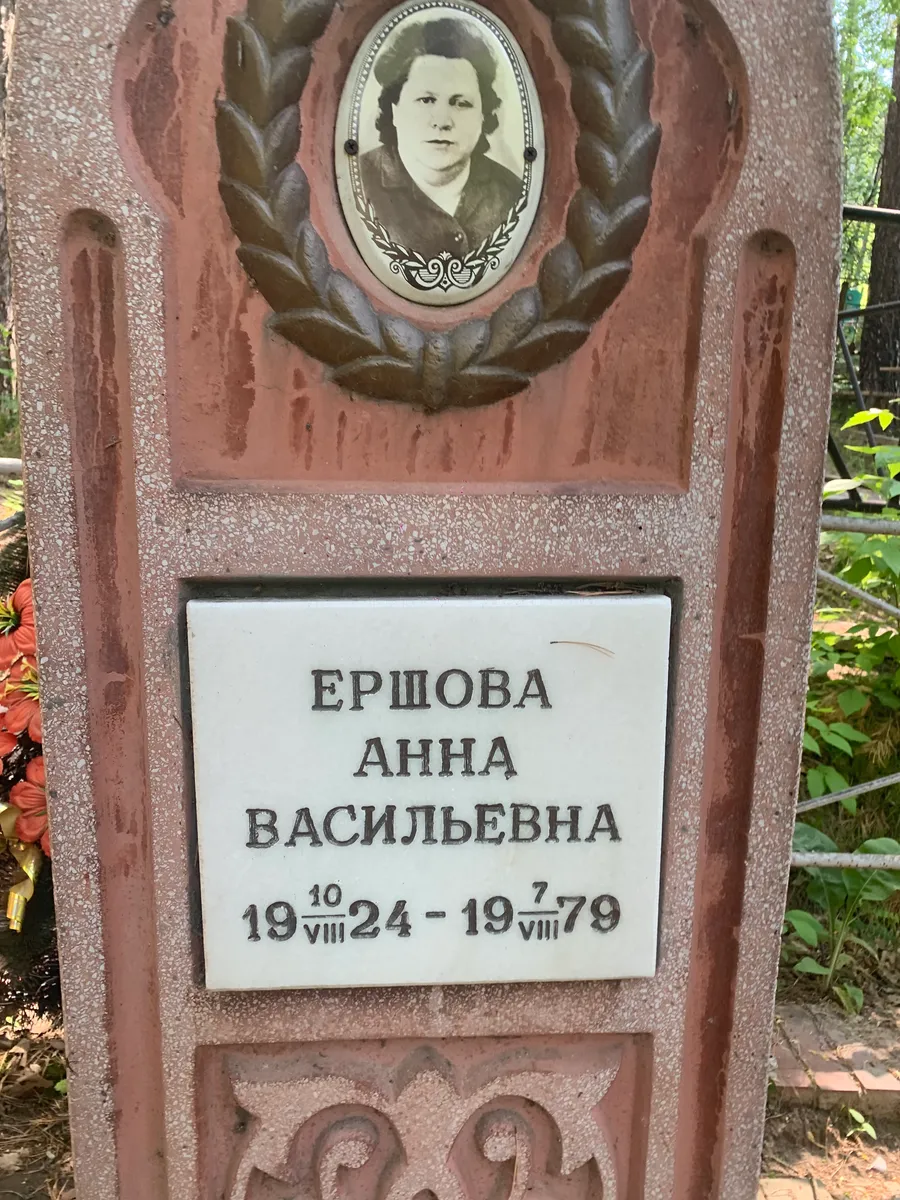 ЕРШОВА
АННА
ВАСИЛЬЕВНА
19 10/VIII 24 - 19 7/VIII 79